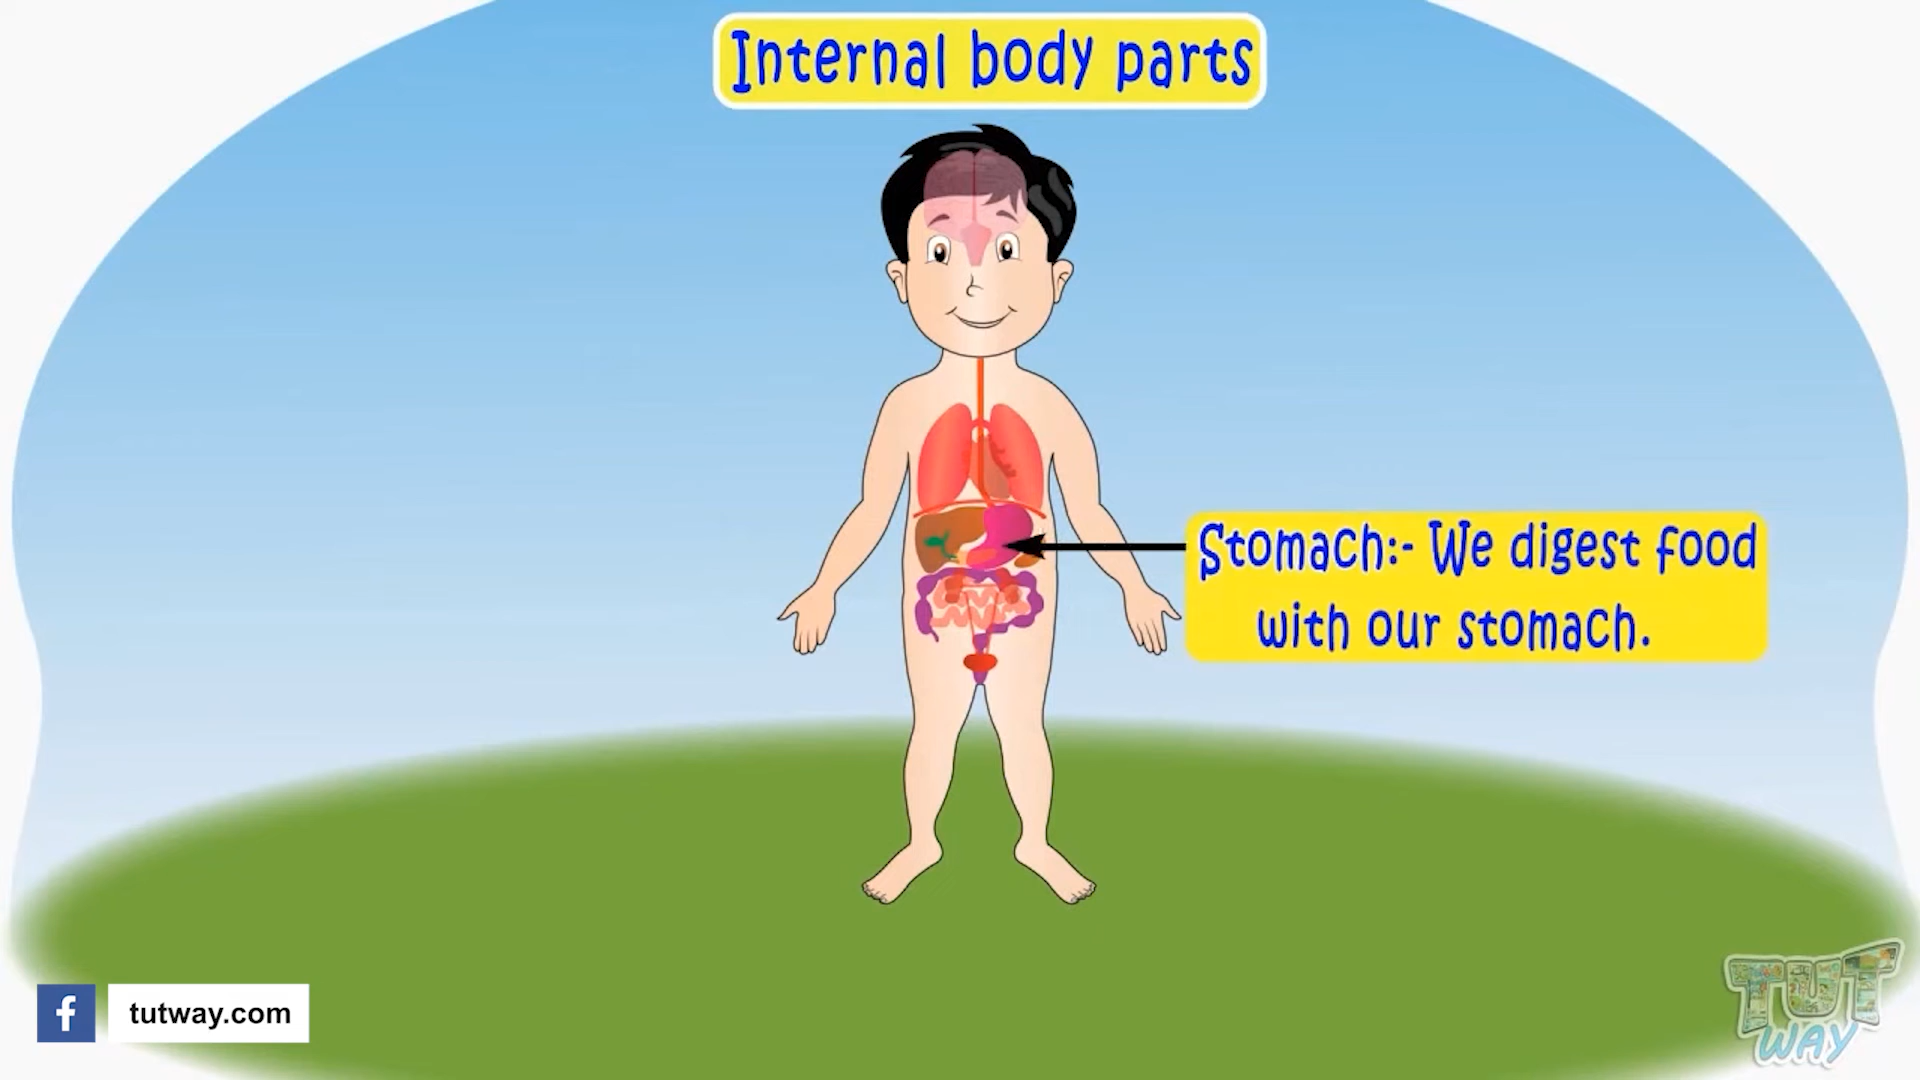 Internal body parts
Stomach:- We digest food
with our stomach.
f
tutway.com
TUT
WAY